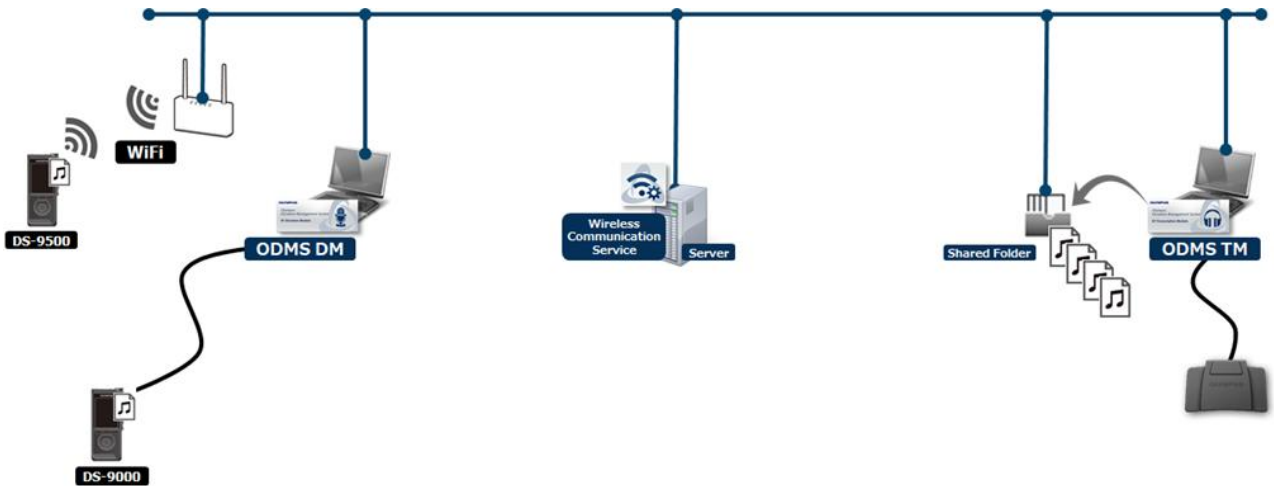 WiFi
DS-9500
ODMS DM
DS-9000
Wireless
Communication
Service
Server
Shared Folder
ODMS TM